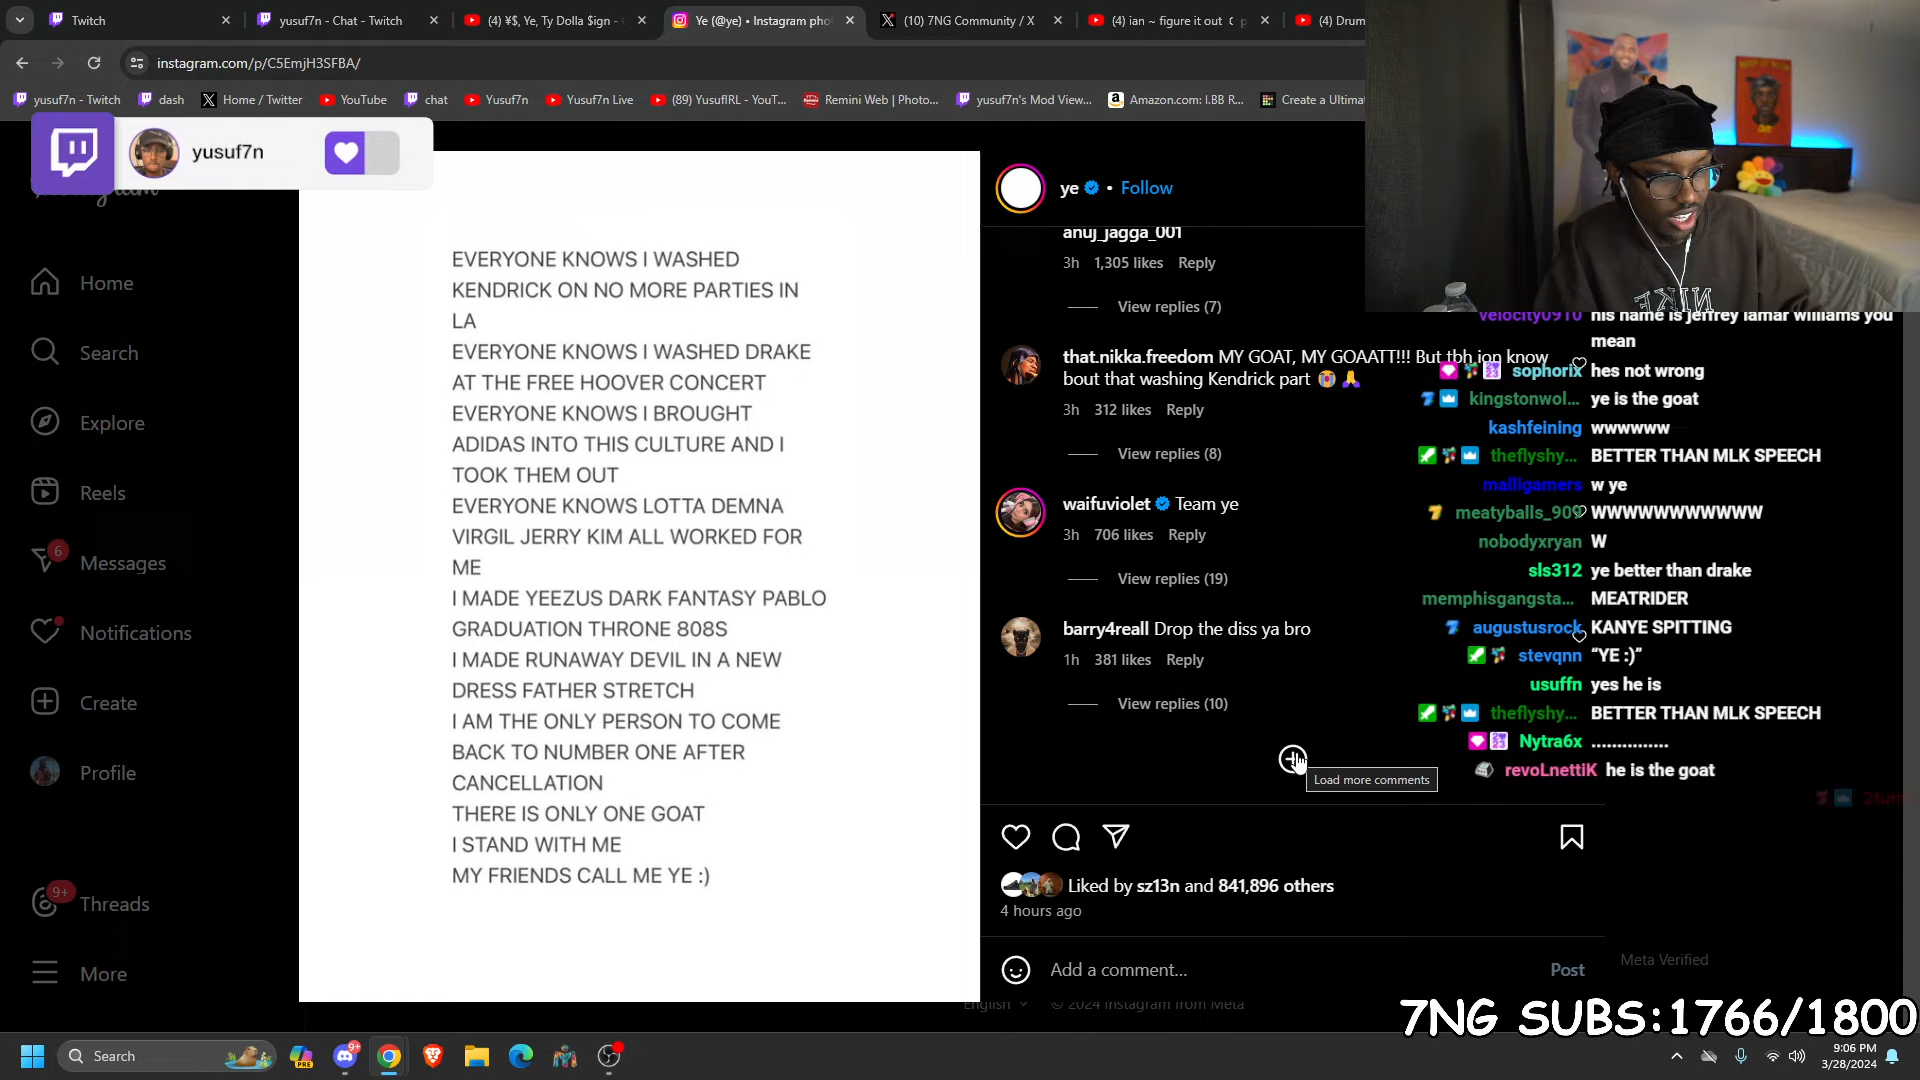 Twitch
yusuf7n - Chat - Twitch
(4) ¥$, Ye, Ty Dolla $ign -
Ye (@ye) • Instagram pho
(10) 7NG Community / X
(4) ian ~ figure it out
(4) Drum
instagram.com/p/C5EmjH3SFBA/
yusuf7n - Twitch
dash
Home / Twitter
YouTube
chat
Yusuf7n
Yusuf7n Live
(89) YusufIRL - YouT...
Remini Web | Photo...
yusuf7n's Mod View...
Amazon.com: I.BB R...
Create a Ultima
yusuf7n
Home
Search
Explore
Reels
6
Messages
Notifications
Create
Profile
9+
Threads
More
EVERYONE KNOWS I WASHED
KENDRICK ON NO MORE PARTIES IN
LA
EVERYONE KNOWS I WASHED DRAKE
AT THE FREE HOOVER CONCERT
EVERYONE KNOWS I BROUGHT
ADIDAS INTO THIS CULTURE AND I
TOOK THEM OUT
EVERYONE KNOWS LOTTA DEMNA
VIRGIL JERRY KIM ALL WORKED FOR
ME
I MADE YEEZUS DARK FANTASY PABLO
GRADUATION THRONE 808S
I MADE RUNAWAY DEVIL IN A NEW
DRESS FATHER STRETCH
I AM THE ONLY PERSON TO COME
BACK TO NUMBER ONE AFTER
CANCELLATION
THERE IS ONLY ONE GOAT
I STAND WITH ME
MY FRIENDS CALL ME YE :)
ye • Follow
anuj_jagga_001
3h 1,305 likes Reply
View replies (7)
that.nikka.freedom MY GOAT, MY GOAATT!!! But tbh ion know
bout that washing Kendrick part 😭🙏
3h 312 likes Reply
View replies (8)
waifuviolet Team ye
3h 706 likes Reply
View replies (19)
barry4reall Drop the diss ya bro
1h 381 likes Reply
View replies (10)
Load more comments
Liked by sz13n and 841,896 others
4 hours ago
Add a comment...
Post
English
© 2024 Instagram from Meta
Meta Verified
NIKE
velocity0910 his name is jeffrey lamar williams you
mean
sophorix hes not wrong
kingstonwol... ye is the goat
kashfeining wwwwww
theflyshy... BETTER THAN MLK SPEECH
malligamers w ye
meatyballs_909 WWWWWWWWWWW
nobodyxryan W
sls312 ye better than drake
memphisgangsta... MEATRIDER
augustusrock KANYE SPITTING
stevqnn “YE :)”
usuffn yes he is
theflyshy... BETTER THAN MLK SPEECH
Nytra6x ...............
revoLnettiK he is the goat
7NG SUBS:1766/1800
Search
PRE
9+
9:06 PM
3/28/2024